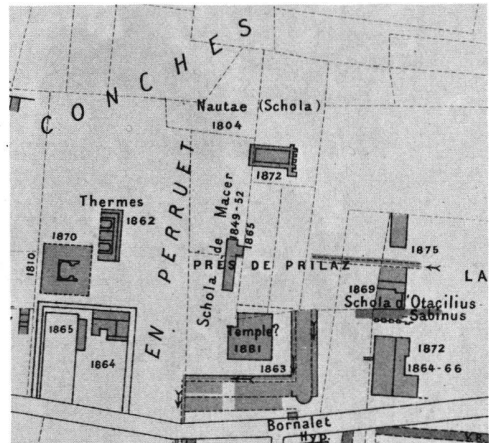 CONCHES
Nautae (Schola)
1804
1872
EN PERRUET
Thermes
1862
1870
1810
Schola de Macer
1849-52
1865
1875
PRES DE PRILAZ
LA
1869
Schola d'Otacilius
Sabinus
Temple?
1881
1865
1864
1863
1872
1864-66
Bornalet
Hyp.